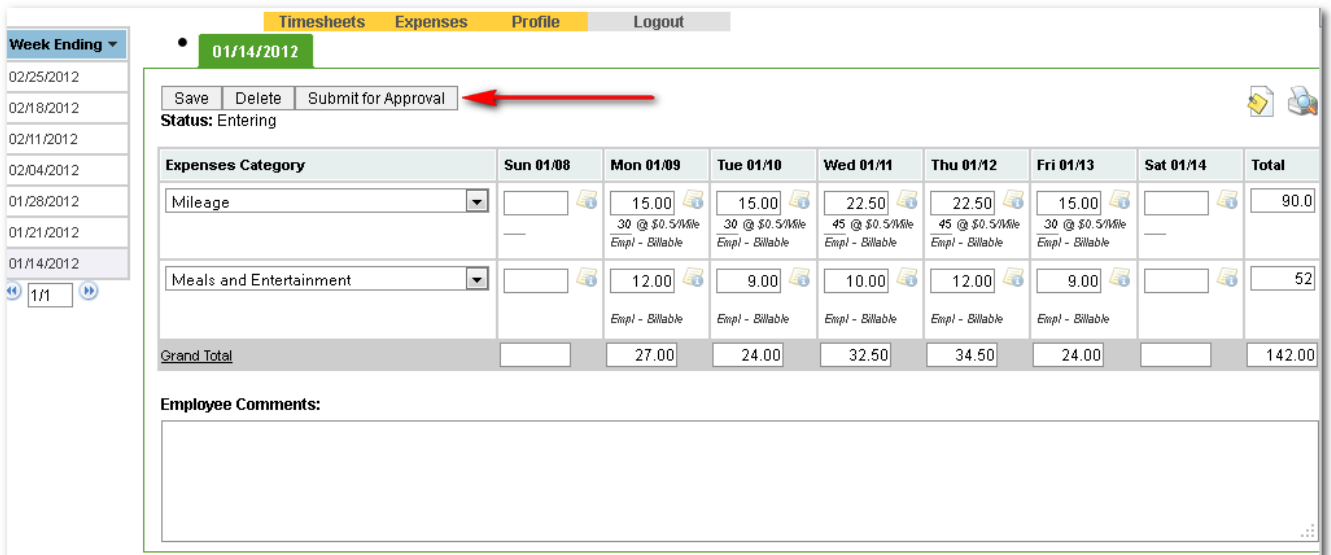 Timesheets Expenses Profile Logout
Week Ending
01/14/2012
02/25/2012
02/18/2012
02/11/2012
02/04/2012
01/28/2012
01/21/2012
01/14/2012
1/1
Save Delete Submit for Approval
Status: Entering
Expenses Category Sun 01/08 Mon 01/09 Tue 01/10 Wed 01/11 Thu 01/12 Fri 01/13 Sat 01/14 Total
Mileage 15.00 15.00 22.50 22.50 15.00 90.0
30 @ $0.5/Mile 30 @ $0.5/Mile 45 @ $0.5/Mile 45 @ $0.5/Mile 30 @ $0.5/Mile
Empl - Billable Empl - Billable Empl - Billable Empl - Billable Empl - Billable
Meals and Entertainment 12.00 9.00 10.00 12.00 9.00 52
Empl - Billable Empl - Billable Empl - Billable Empl - Billable Empl - Billable
Grand Total 27.00 24.00 32.50 34.50 24.00 142.00
Employee Comments: